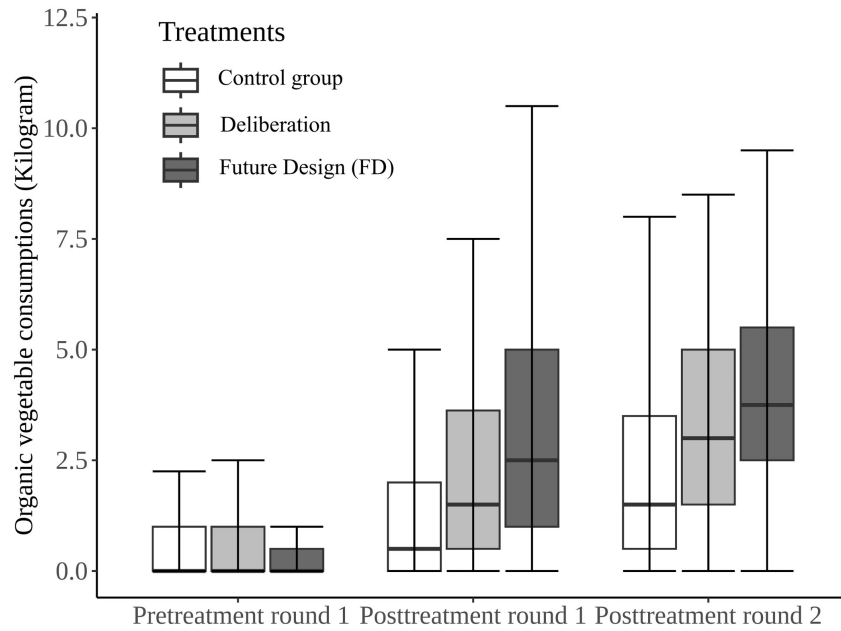 Treatments
Control group
Deliberation
Future Design (FD)
Organic vegetable consumptions (Kilogram)
12.5
10.0
7.5
5.0
2.5
0.0
Pretreatment round 1 Posttreatment round 1 Posttreatment round 2